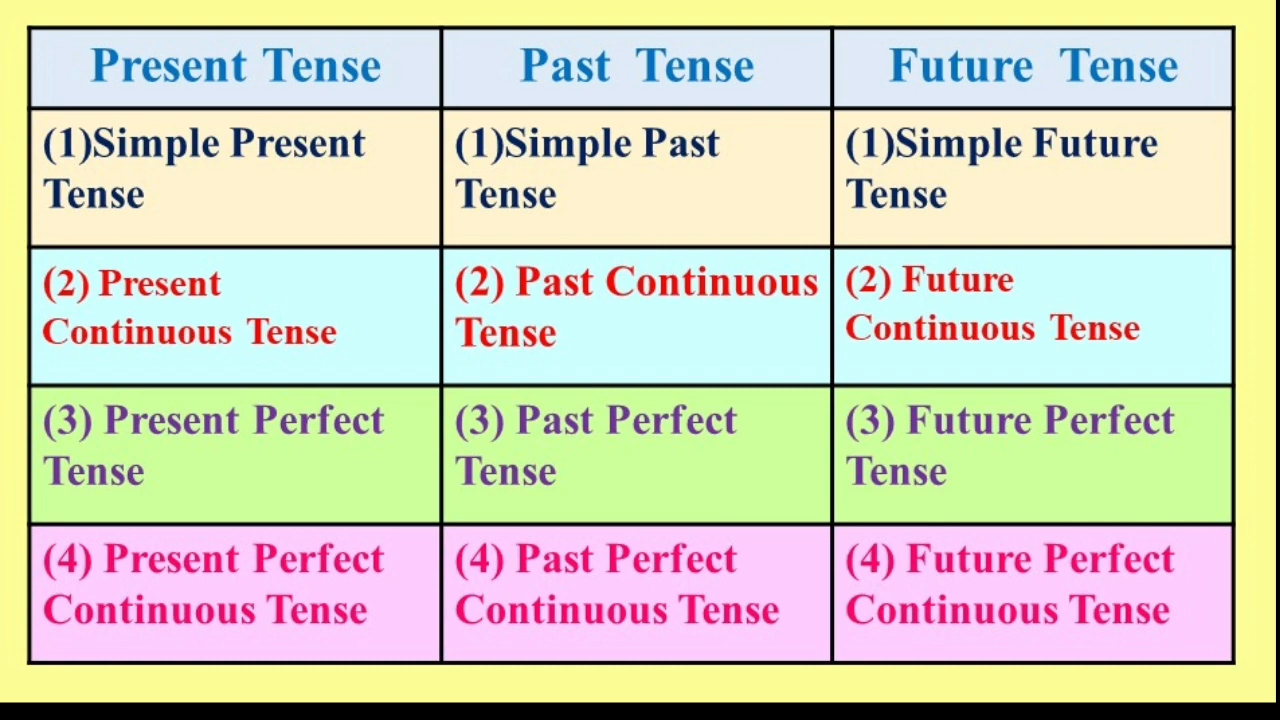 Present Tense
Past Tense
Future Tense
(1)Simple Present
Tense
(1)Simple Past
Tense
(1)Simple Future
Tense
(2) Present
Continuous Tense
(2) Past Continuous
Tense
(2) Future
Continuous Tense
(3) Present Perfect
Tense
(3) Past Perfect
Tense
(3) Future Perfect
Tense
(4) Present Perfect
Continuous Tense
(4) Past Perfect
Continuous Tense
(4) Future Perfect
Continuous Tense